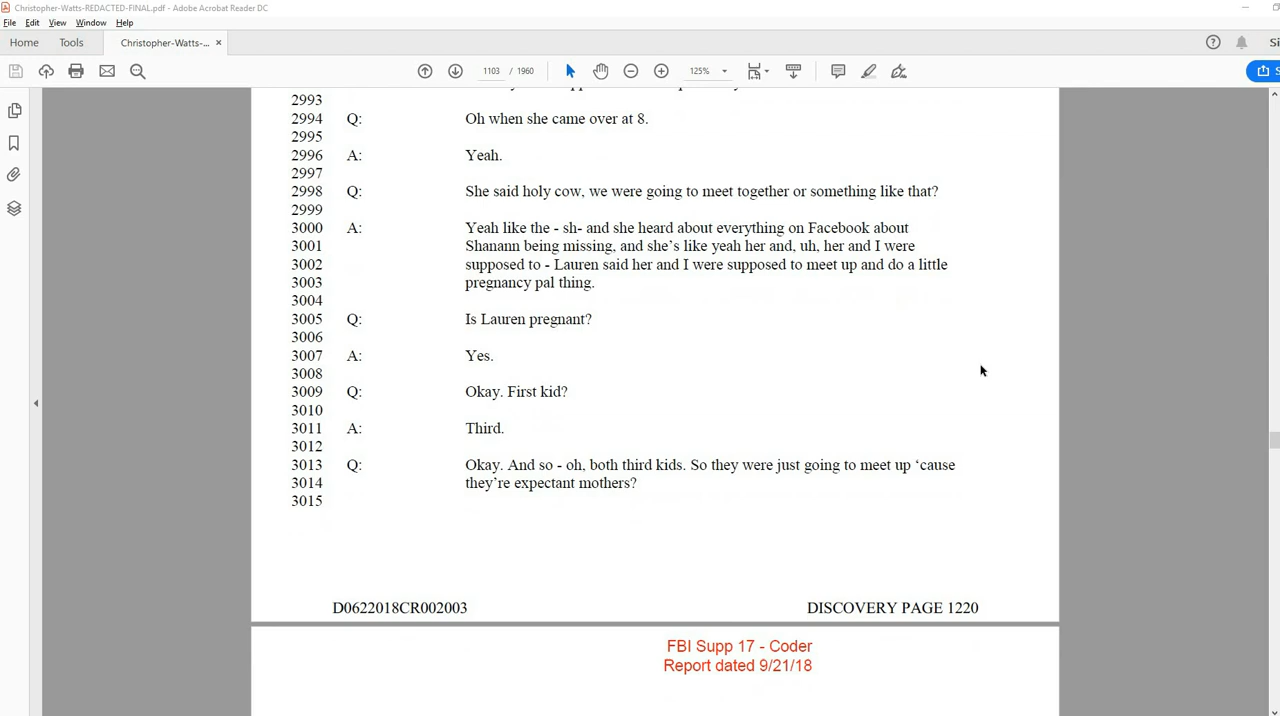 Christopher-Watts-REDACTED-FINAL.pdf - Adobe Acrobat Reader DC
File Edit View Window Help
Home Tools Christopher-Watts-... ×
1103 / 1960 125%
2993
2994 Q: Oh when she came over at 8.
2995
2996 A: Yeah.
2997
2998 Q: She said holy cow, we were going to meet together or something like that?
2999
3000 A: Yeah like the - sh- and she heard about everything on Facebook about
3001 Shanann being missing, and she's like yeah her and, uh, her and I were
3002 supposed to - Lauren said her and I were supposed to meet up and do a little
3003 pregnancy pal thing.
3004
3005 Q: Is Lauren pregnant?
3006
3007 A: Yes.
3008
3009 Q: Okay. First kid?
3010
3011 A: Third.
3012
3013 Q: Okay. And so - oh, both third kids. So they were just going to meet up ‘cause
3014 they’re expectant mothers?
3015
D0622018CR002003 DISCOVERY PAGE 1220
FBI Supp 17 - Coder
Report dated 9/21/18